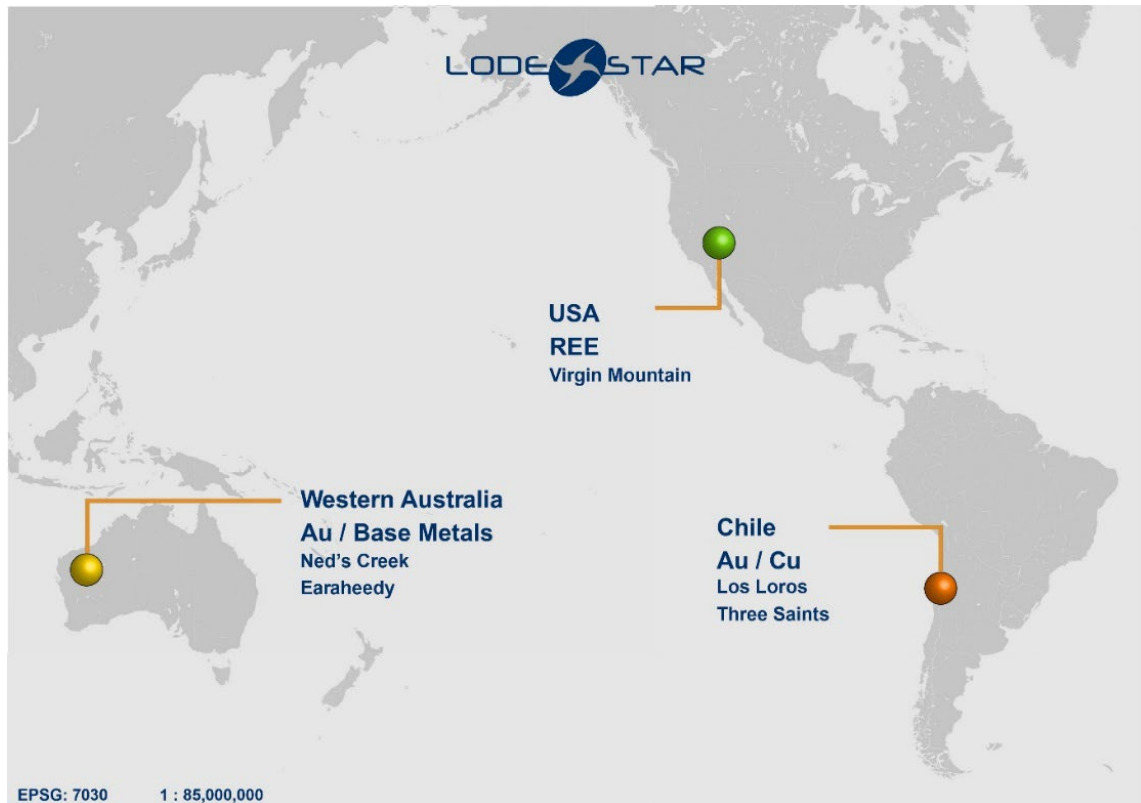 LODESTAR
USA
REE
Virgin Mountain
Western Australia
Au / Base Metals
Ned's Creek
Earaheedy
Chile
Au / Cu
Los Loros
Three Saints
EPSG: 7030 1 : 85,000,000